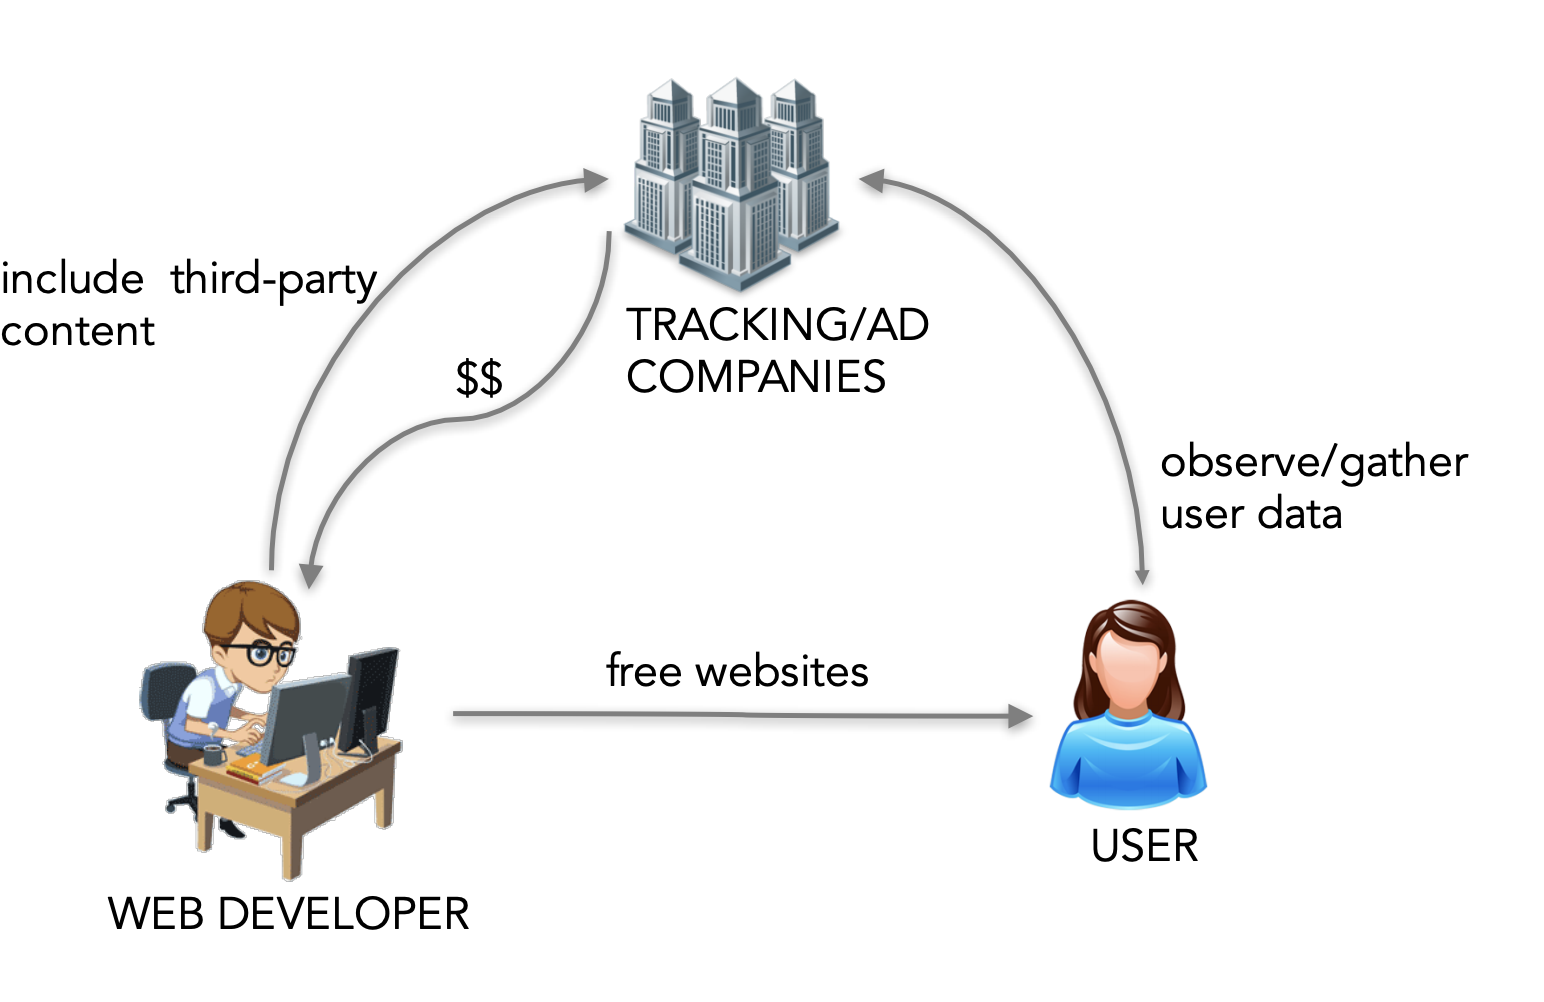 include third-party
content
$$
TRACKING/AD
COMPANIES
observe/gather
user data
free websites
USER
WEB DEVELOPER